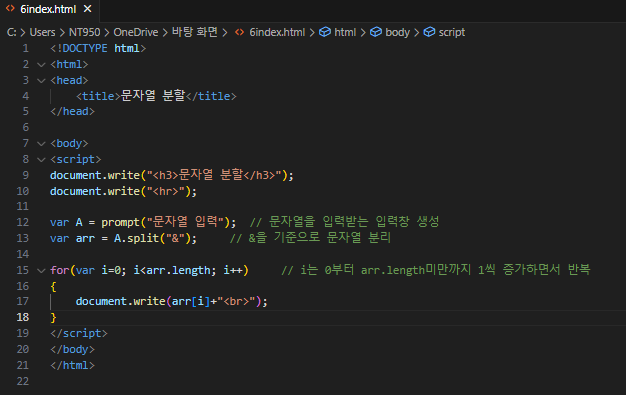 6index.html
C: > Users > NT950 > OneDrive > 바탕 화면 > 6index.html > html > body > script
1 <!DOCTYPE html>
2 <html>
3 <head>
4 <title>문자열 분할</title>
5 </head>
6
7 <body>
8 <script>
9 document.write("<h3>문자열 분할</h3>");
10 document.write("<hr>");
11
12 var A = prompt("문자열 입력"); // 문자열을 입력받는 입력창 생성
13 var arr = A.split("&"); // &을 기준으로 문자열 분리
14
15 for(var i=0; i<arr.length; i++) // i는 0부터 arr.length미만까지 1씩 증가하면서 반복
16 {
17 document.write(arr[i]+"<br>");
18 }
19 </script>
20 </body>
21 </html>
22